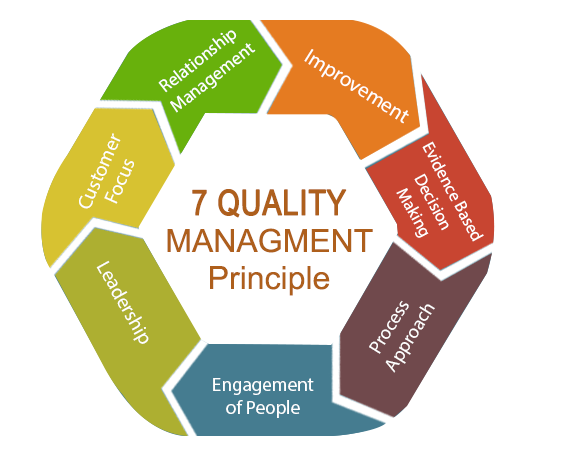 7 QUALITY
MANAGMENT
Principle
Relationship
Management
Improvement
Evidence Based
Decision
Making
Process
Approach
Engagement
of People
Leadership
Customer
Focus